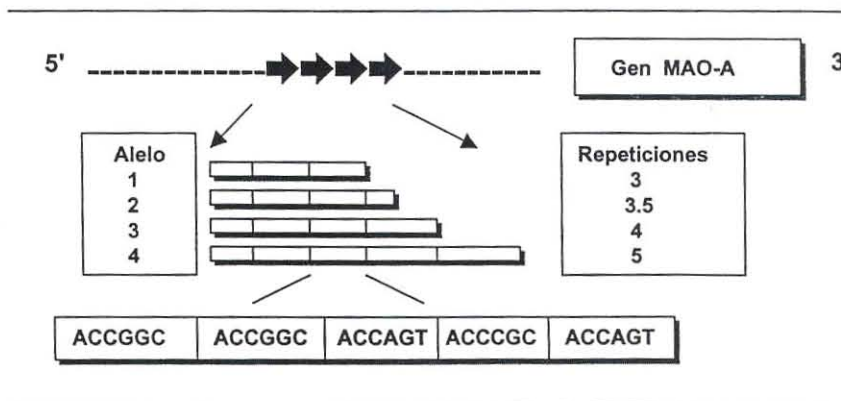 5' Gen MAO-A 3
Alelo Repeticiones
1 3
2 3.5
3 4
4 5
ACCGGC ACCGGC ACCAGT ACCCGC ACCAGT